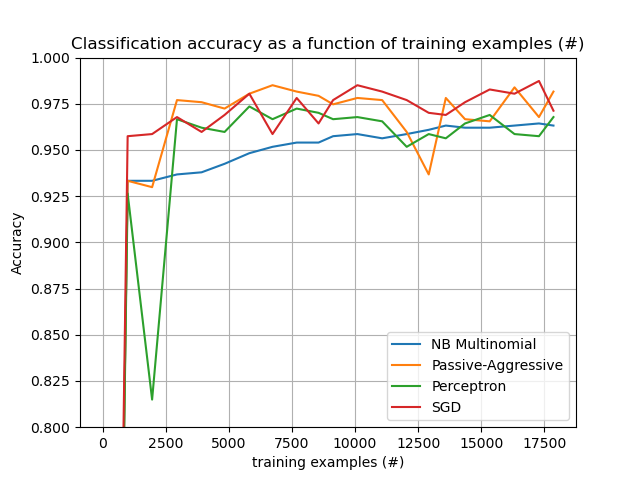 Classification accuracy as a function of training examples (#)
1.000
0.975
0.950
0.925
0.900
0.875
0.850
0.825
0.800
Accuracy
NB Multinomial
Passive-Aggressive
Perceptron
SGD
0 2500 5000 7500 10000 12500 15000 17500
training examples (#)